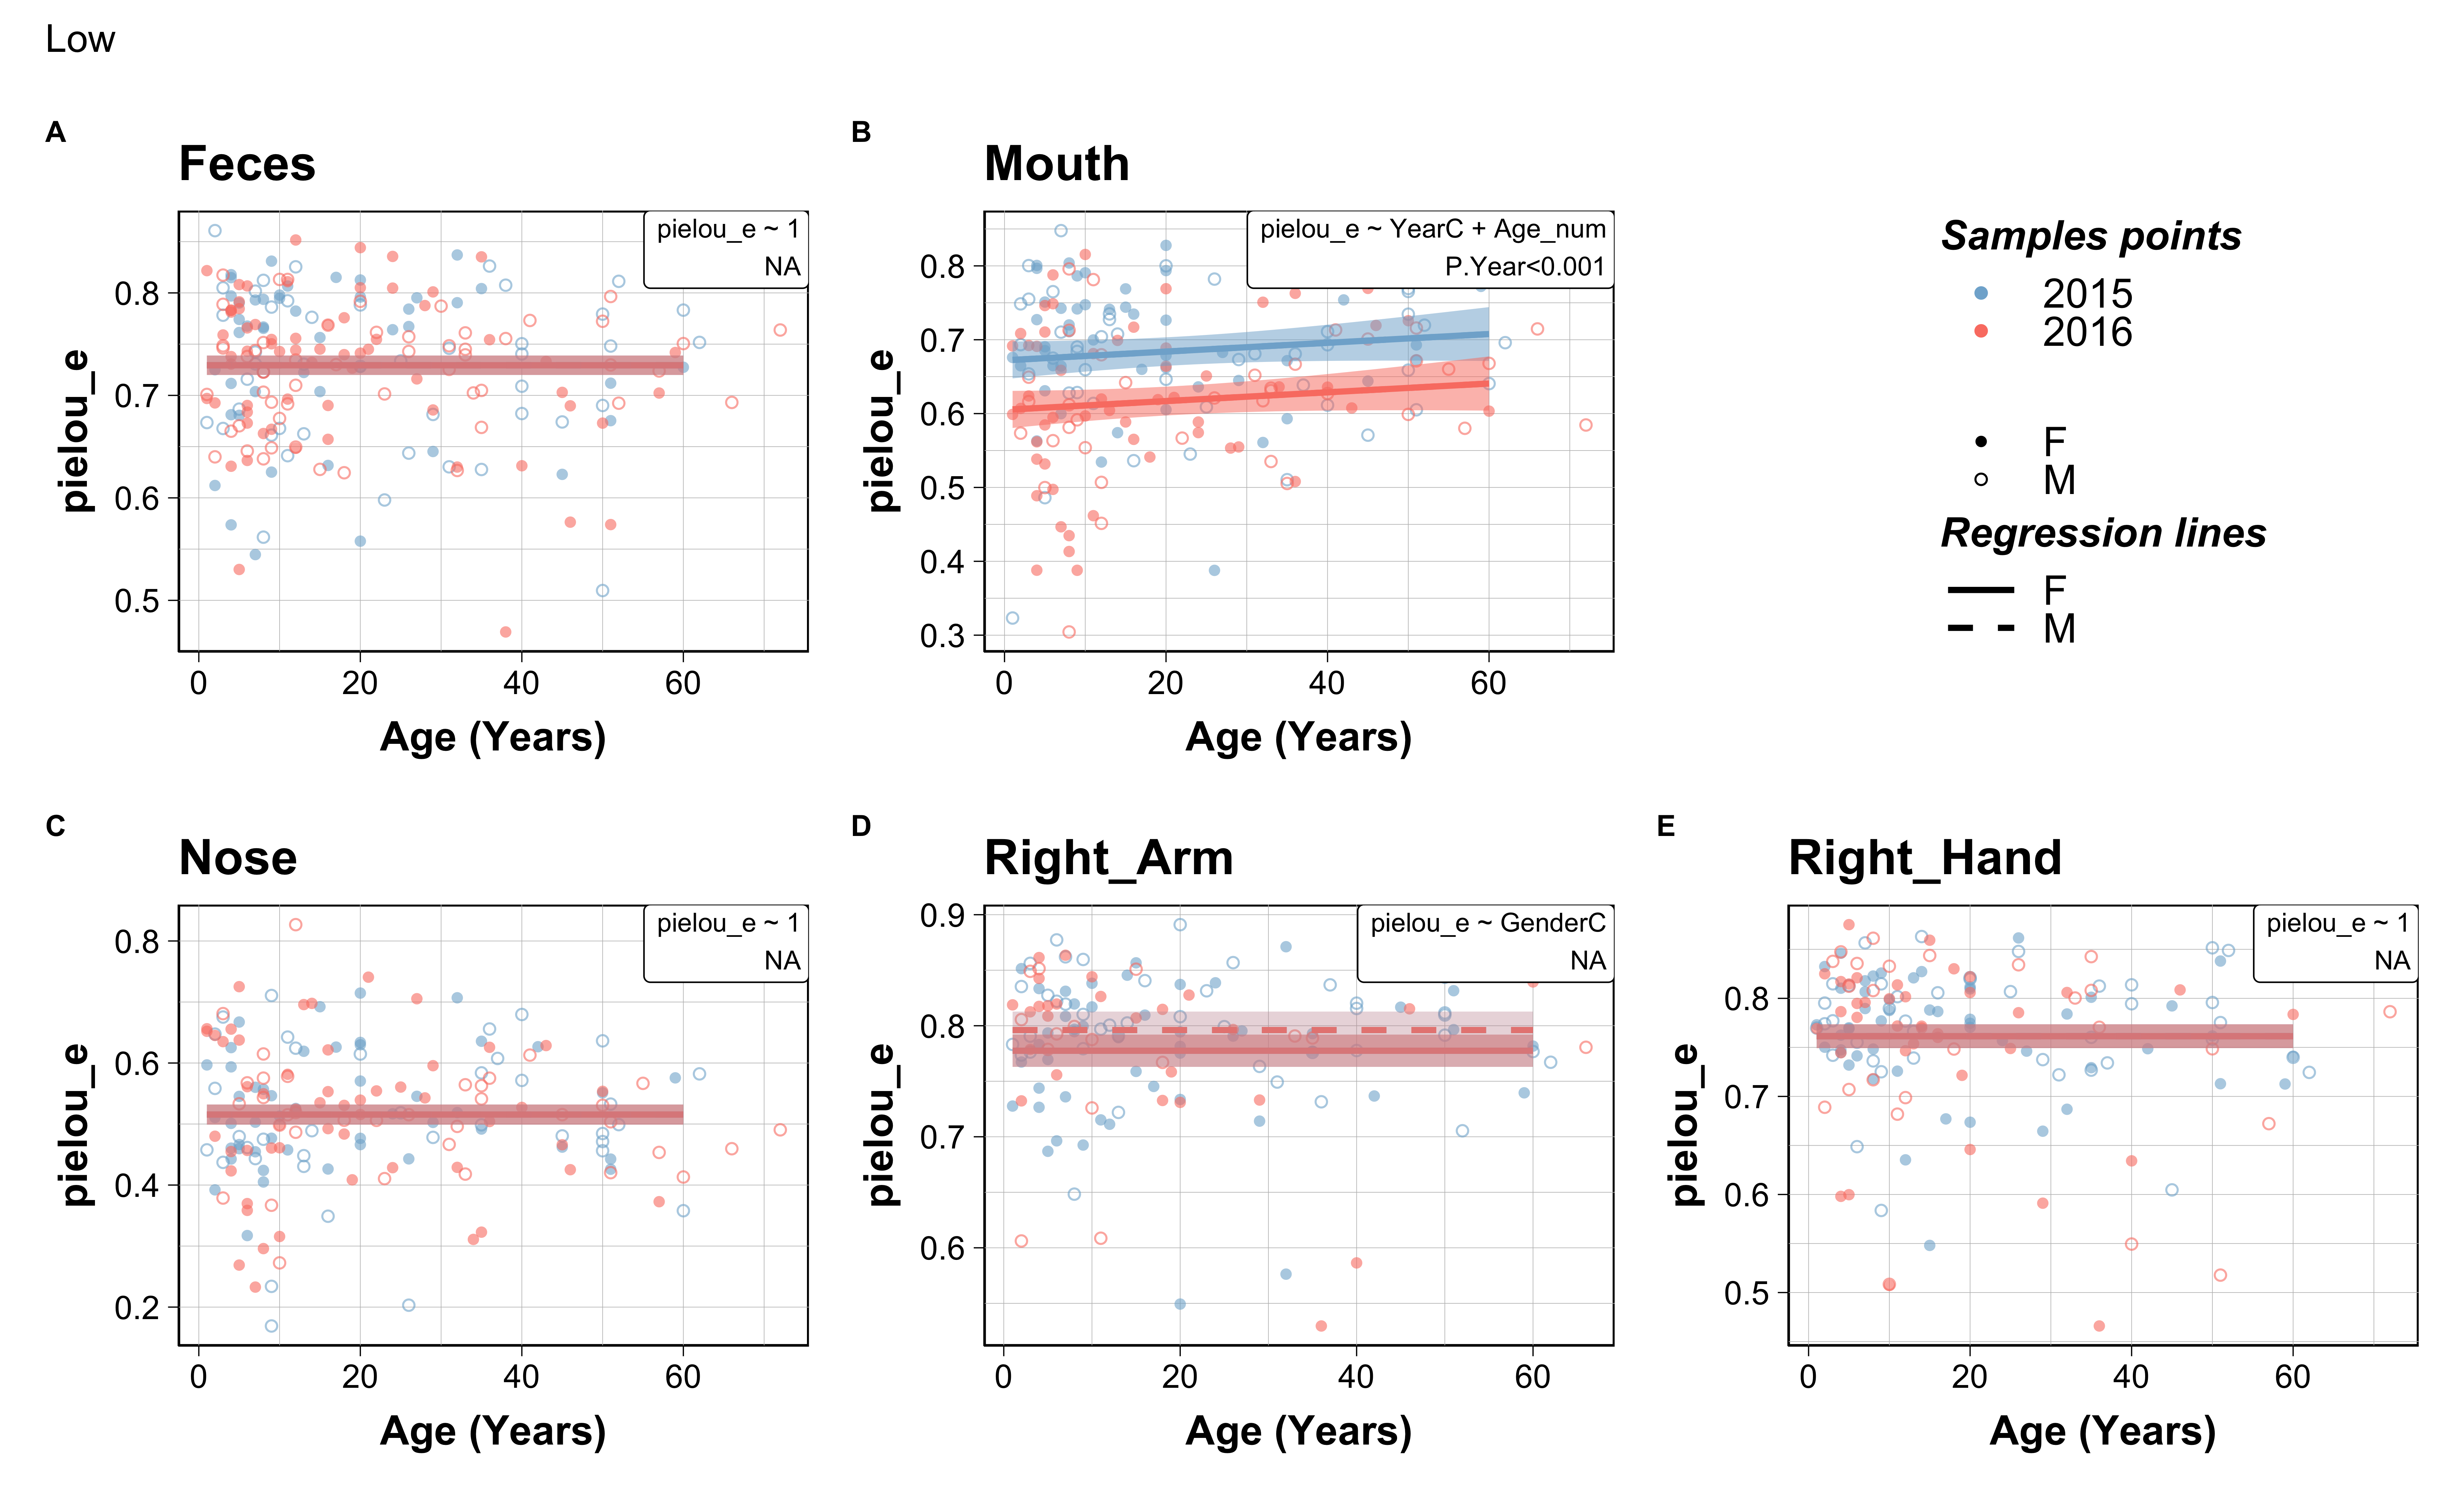 Low
A
Feces
pielou_e ~ 1
NA
0.8
0.7
0.6
0.5
pielou_e
0
20
40
60
Age (Years)
B
Mouth
pielou_e ~ YearC + Age_num
P.Year<0.001
0.8
0.7
0.6
0.5
0.4
0.3
pielou_e
0
20
40
60
Age (Years)
Samples points
2015
2016
F
M
Regression lines
F
M
C
Nose
pielou_e ~ 1
NA
0.8
0.6
0.4
0.2
pielou_e
0
20
40
60
Age (Years)
D
Right_Arm
pielou_e ~ GenderC
NA
0.9
0.8
0.7
0.6
pielou_e
0
20
40
60
Age (Years)
E
Right_Hand
pielou_e ~ 1
NA
0.8
0.7
0.6
0.5
pielou_e
0
20
40
60
Age (Years)